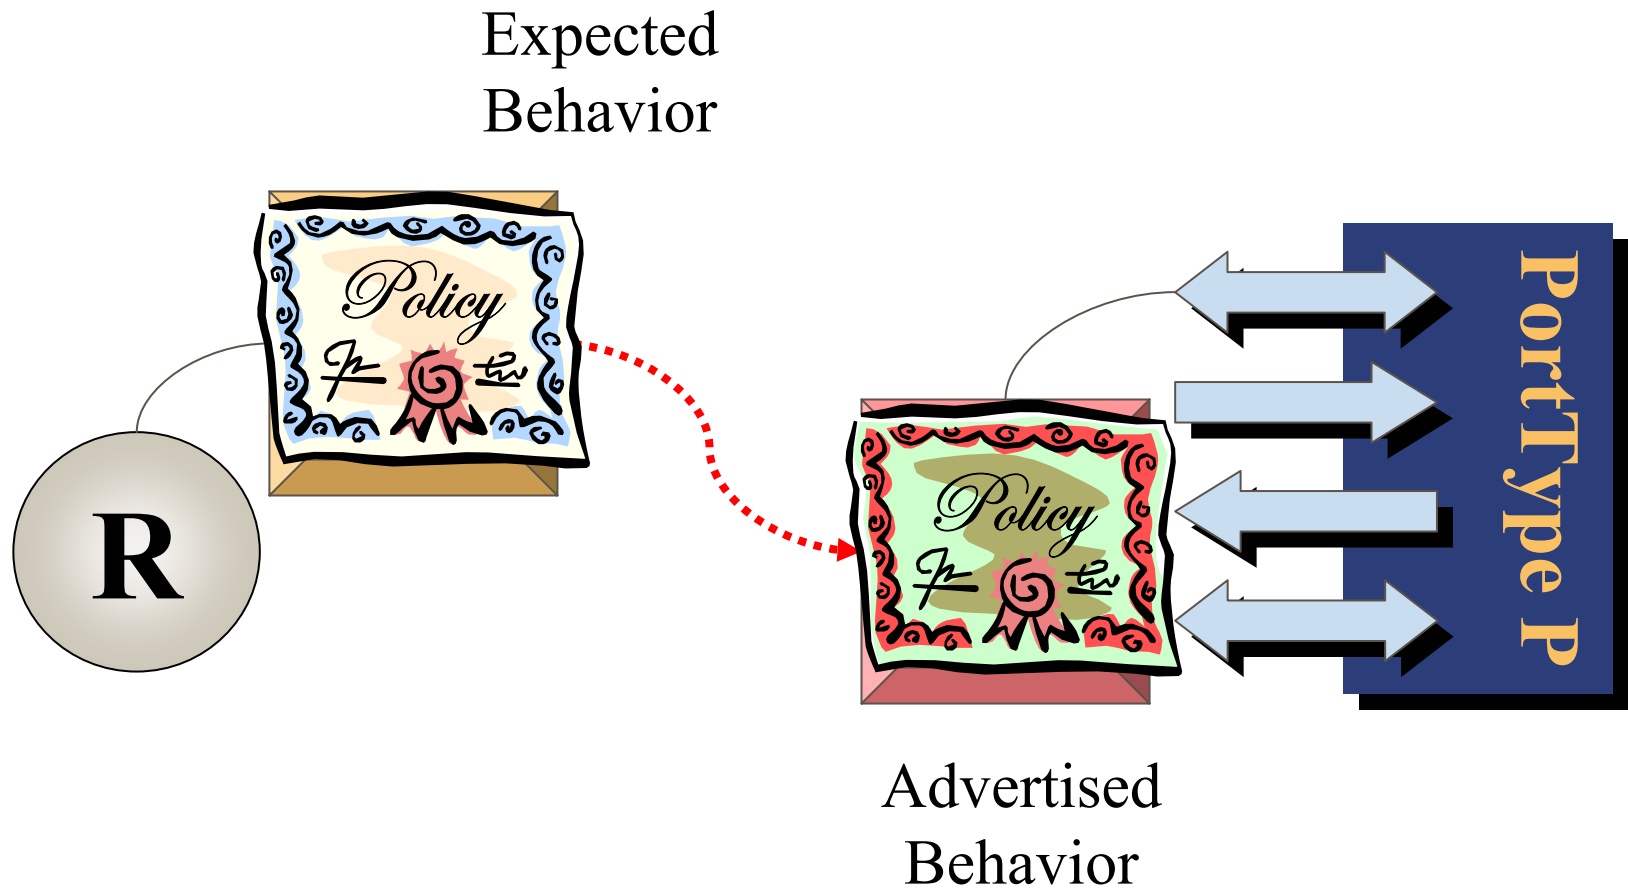 Expected
Behavior
Policy
R
Policy
PortType P
Advertised
Behavior